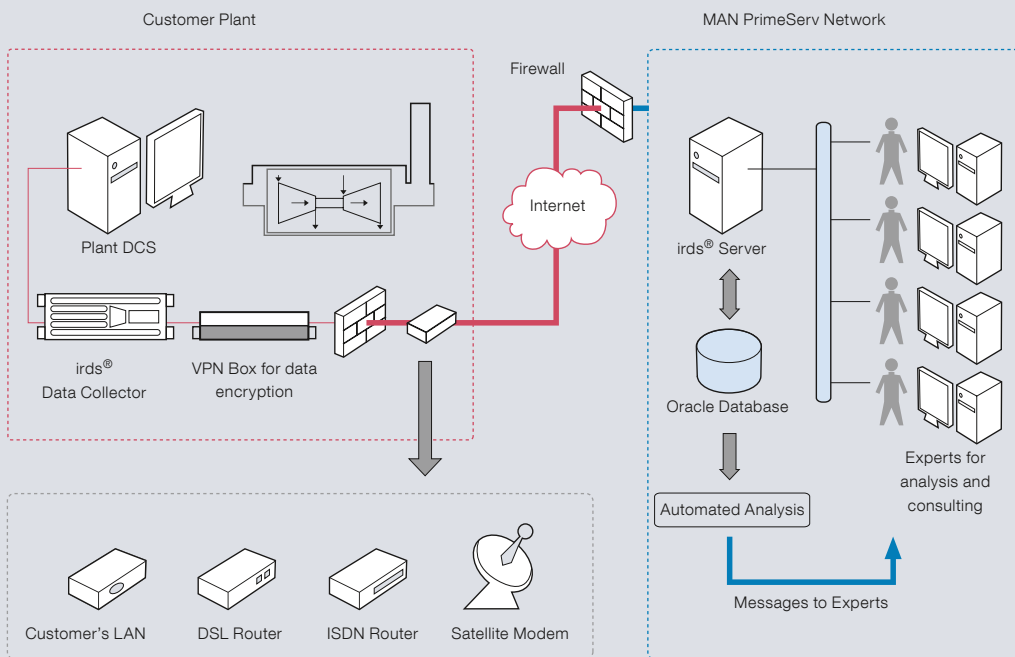 Customer Plant
MAN PrimeServ Network
Firewall
Internet
Plant DCS
irds® Server
irds®
Data Collector
VPN Box for data
encryption
Oracle Database
Experts for
analysis and
consulting
Automated Analysis
Messages to Experts
Customer's LAN
DSL Router
ISDN Router
Satellite Modem